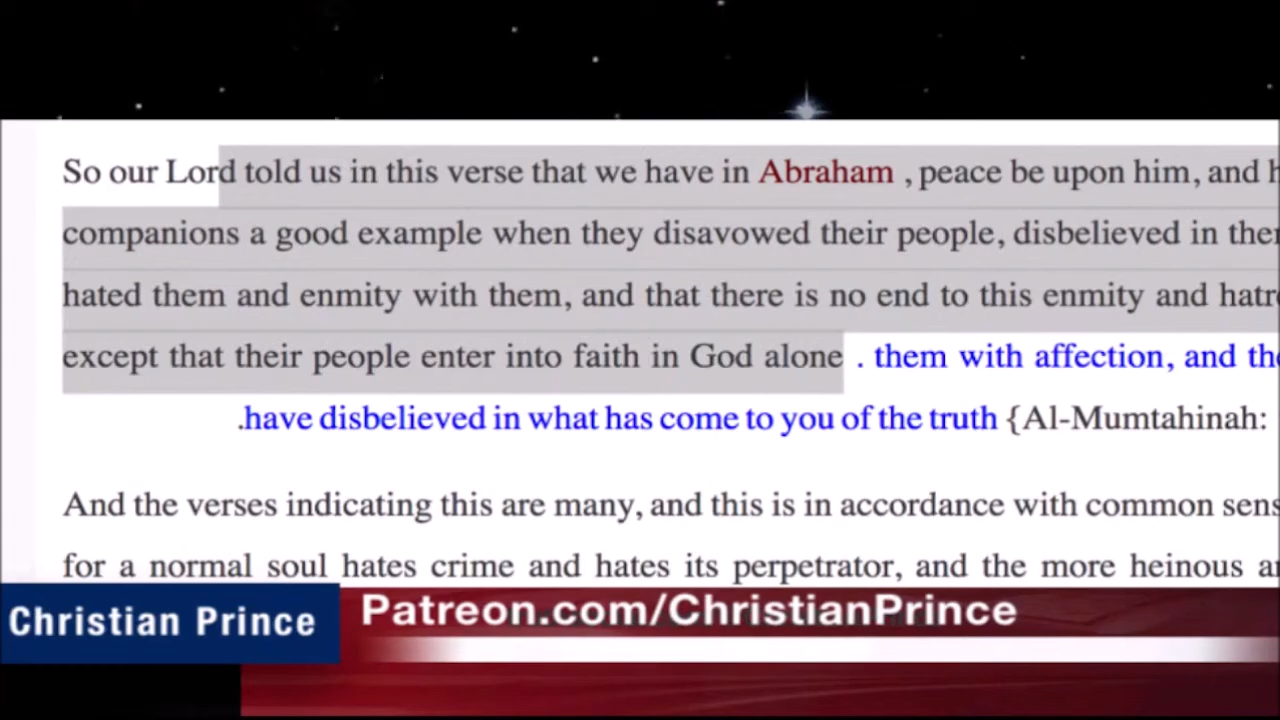 So our Lord told us in this verse that we have in Abraham , peace be upon him, and
companions a good example when they disavowed their people, disbelieved in
hated them and enmity with them, and that there is no end to this enmity and
except that their people enter into faith in God alone . them with affection, and
.have disbelieved in what has come to you of the truth {Al-Mumtahinah:
And the verses indicating this are many, and this is in accordance with common
for a normal soul hates crime and hates its perpetrator, and the more heinous
Christian Prince
Patreon.com/ChristianPrince